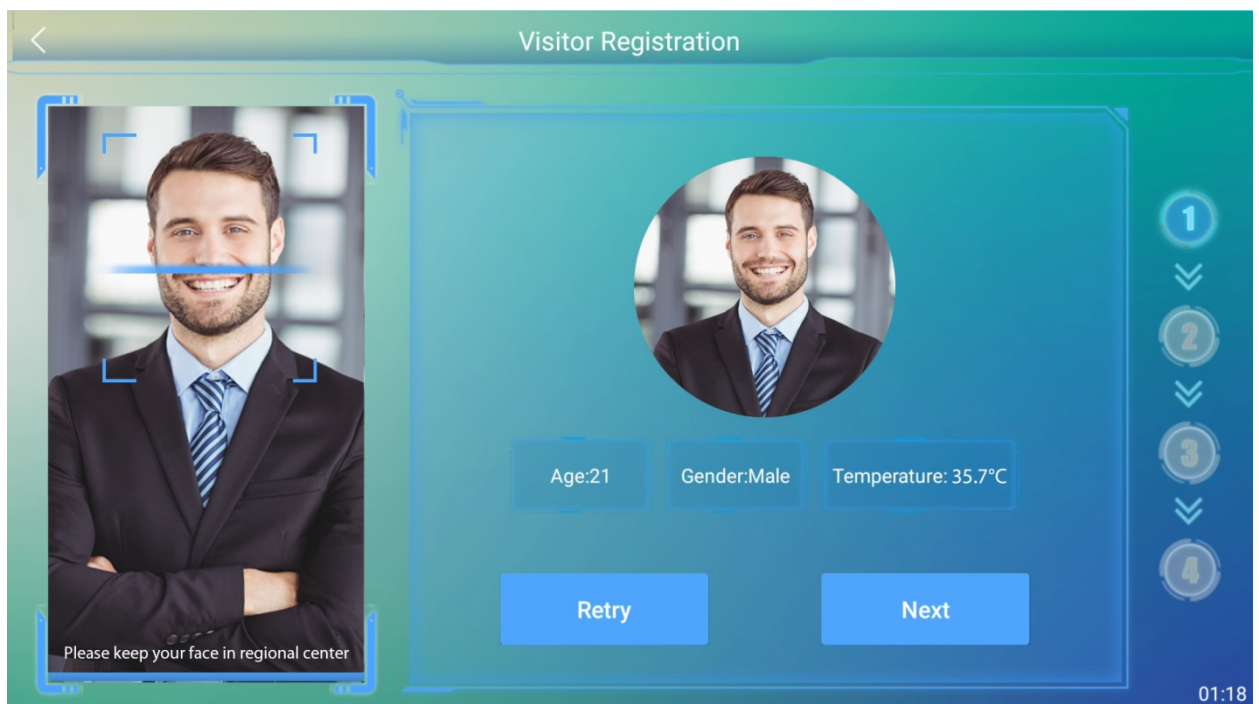 Visitor Registration
Please keep your face in regional center
Age:21
Gender:Male
Temperature: 35.7°C
Retry
Next
1
2
3
4
01:18